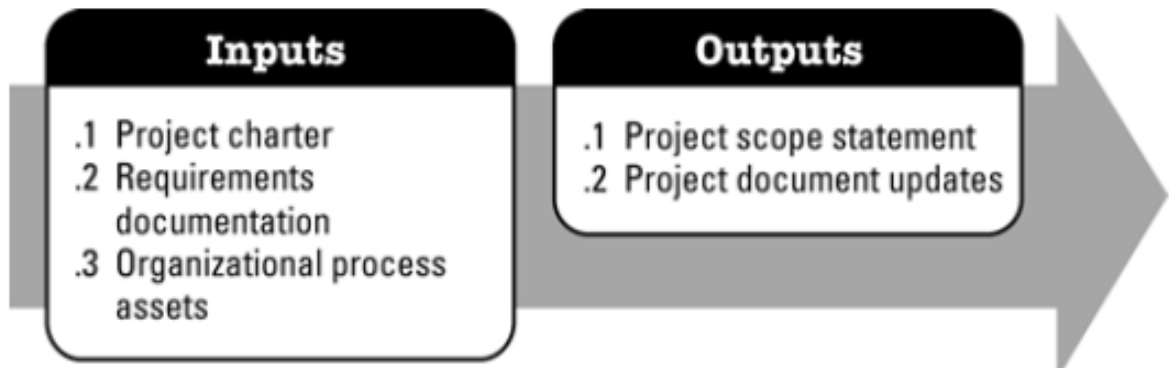 Inputs
.1 Project charter
.2 Requirements
documentation
.3 Organizational process
assets
Outputs
.1 Project scope statement
.2 Project document updates